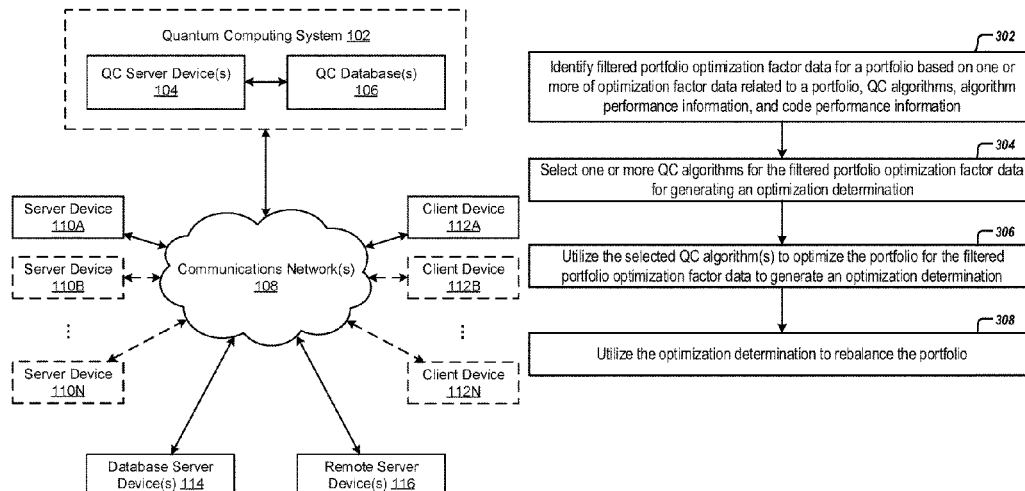 Quantum Computing System 102
QC Server Device(s)
104
QC Database(s)
106
Server Device
110A
Server Device
110B
⋮
Server Device
110N
Communications Network(s)
108
Client Device
112A
Client Device
112B
⋮
Client Device
112N
Database Server
Device(s) 114
Remote Server
Device(s) 116
302
Identify filtered portfolio optimization factor data for a portfolio based on one or
more of optimization factor data related to a portfolio, QC algorithms, algorithm
performance information, and code performance information
304
Select one or more QC algorithms for the filtered portfolio optimization factor data
for generating an optimization determination
306
Utilize the selected QC algorithm(s) to optimize the portfolio for the filtered
portfolio optimization factor data to generate an optimization determination
308
Utilize the optimization determination to rebalance the portfolio